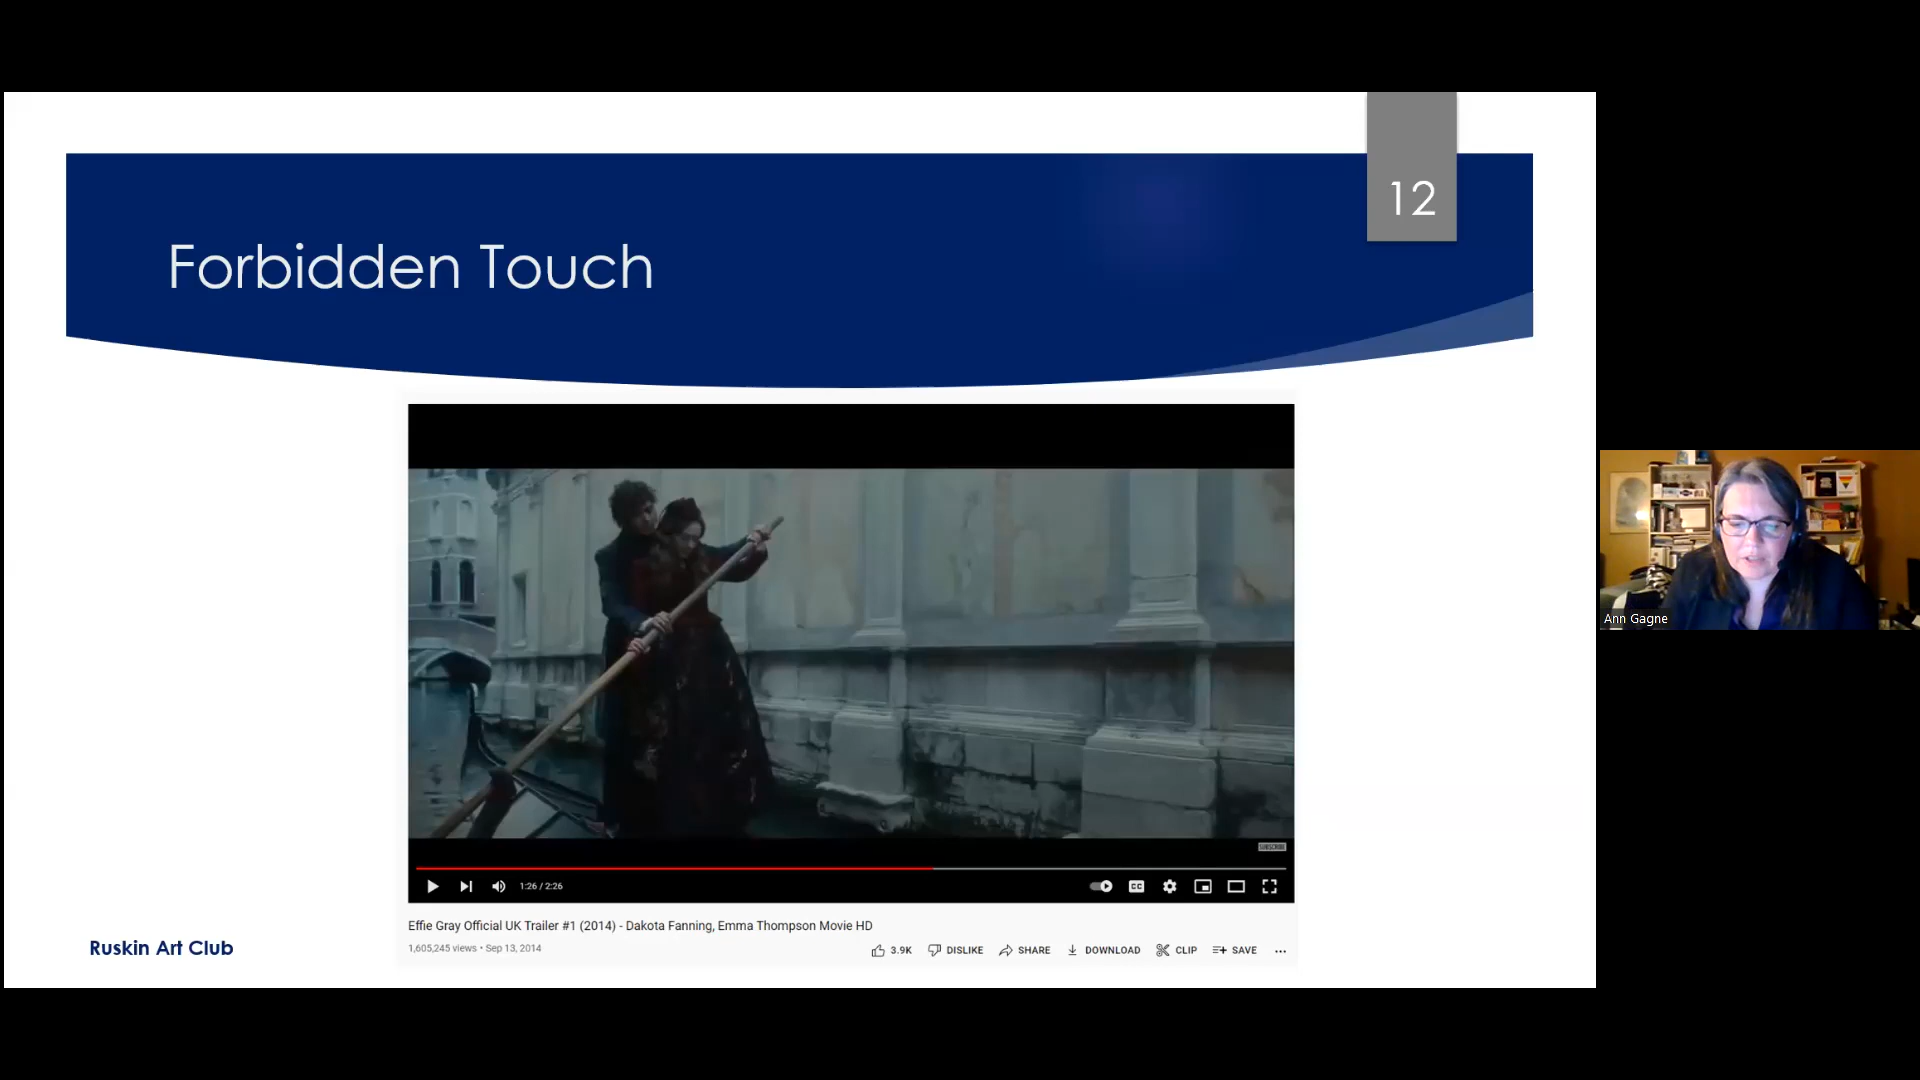 12
Forbidden Touch
SUBSCRIBE
1:26 / 2:26
CC
Effie Gray Official UK Trailer #1 (2014) - Dakota Fanning, Emma Thompson Movie HD
1,605,245 views • Sep 13, 2014
3.9K DISLIKE SHARE DOWNLOAD CLIP SAVE ...
Ruskin Art Club
Ann Gagne